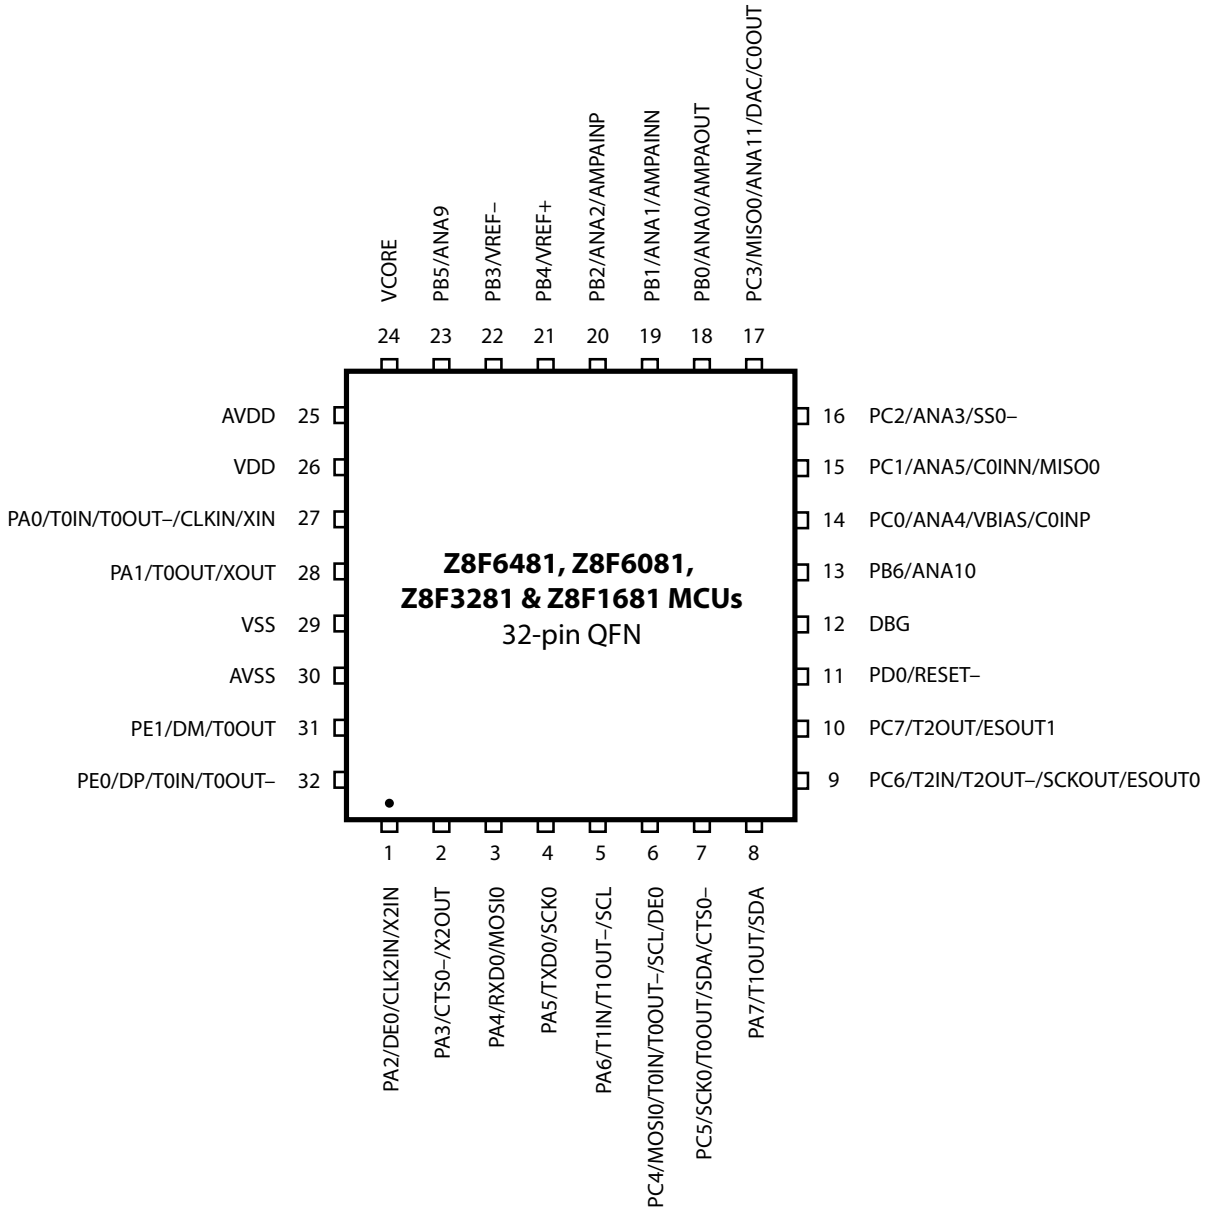 VCORE
PB5/ANA9
PB3/VREF–
PB4/VREF+
PB2/ANA2/AMPAINP
PB1/ANA1/AMPAINN
PB0/ANA0/AMPAOUT
PC3/MISO0/ANA11/DAC/C0OUT
24 23 22 21 20 19 18 17
AVDD 25
VDD 26
PA0/T0IN/T0OUT–/CLKIN/XIN 27
PA1/T0OUT/XOUT 28
VSS 29
AVSS 30
PE1/DM/T0OUT 31
PE0/DP/T0IN/T0OUT– 32
Z8F6481, Z8F6081,
Z8F3281 & Z8F1681 MCUs
32-pin QFN
16 PC2/ANA3/SS0–
15 PC1/ANA5/C0INN/MISO0
14 PC0/ANA4/VBIAS/C0INP
13 PB6/ANA10
12 DBG
11 PD0/RESET–
10 PC7/T2OUT/ESOUT1
9 PC6/T2IN/T2OUT–/SCKOUT/ESOUT0
1 2 3 4 5 6 7 8
PA2/DE0/CLK2IN/X2IN
PA3/CTS0–/X2OUT
PA4/RXD0/MOSI0
PA5/TXD0/SCK0
PA6/T1IN/T1OUT–/SCL
PC4/MOSI0/T0IN/T0OUT–/SCL/DE0
PC5/SCK0/T0OUT/SDA/CTS0–
PA7/T1OUT/SDA